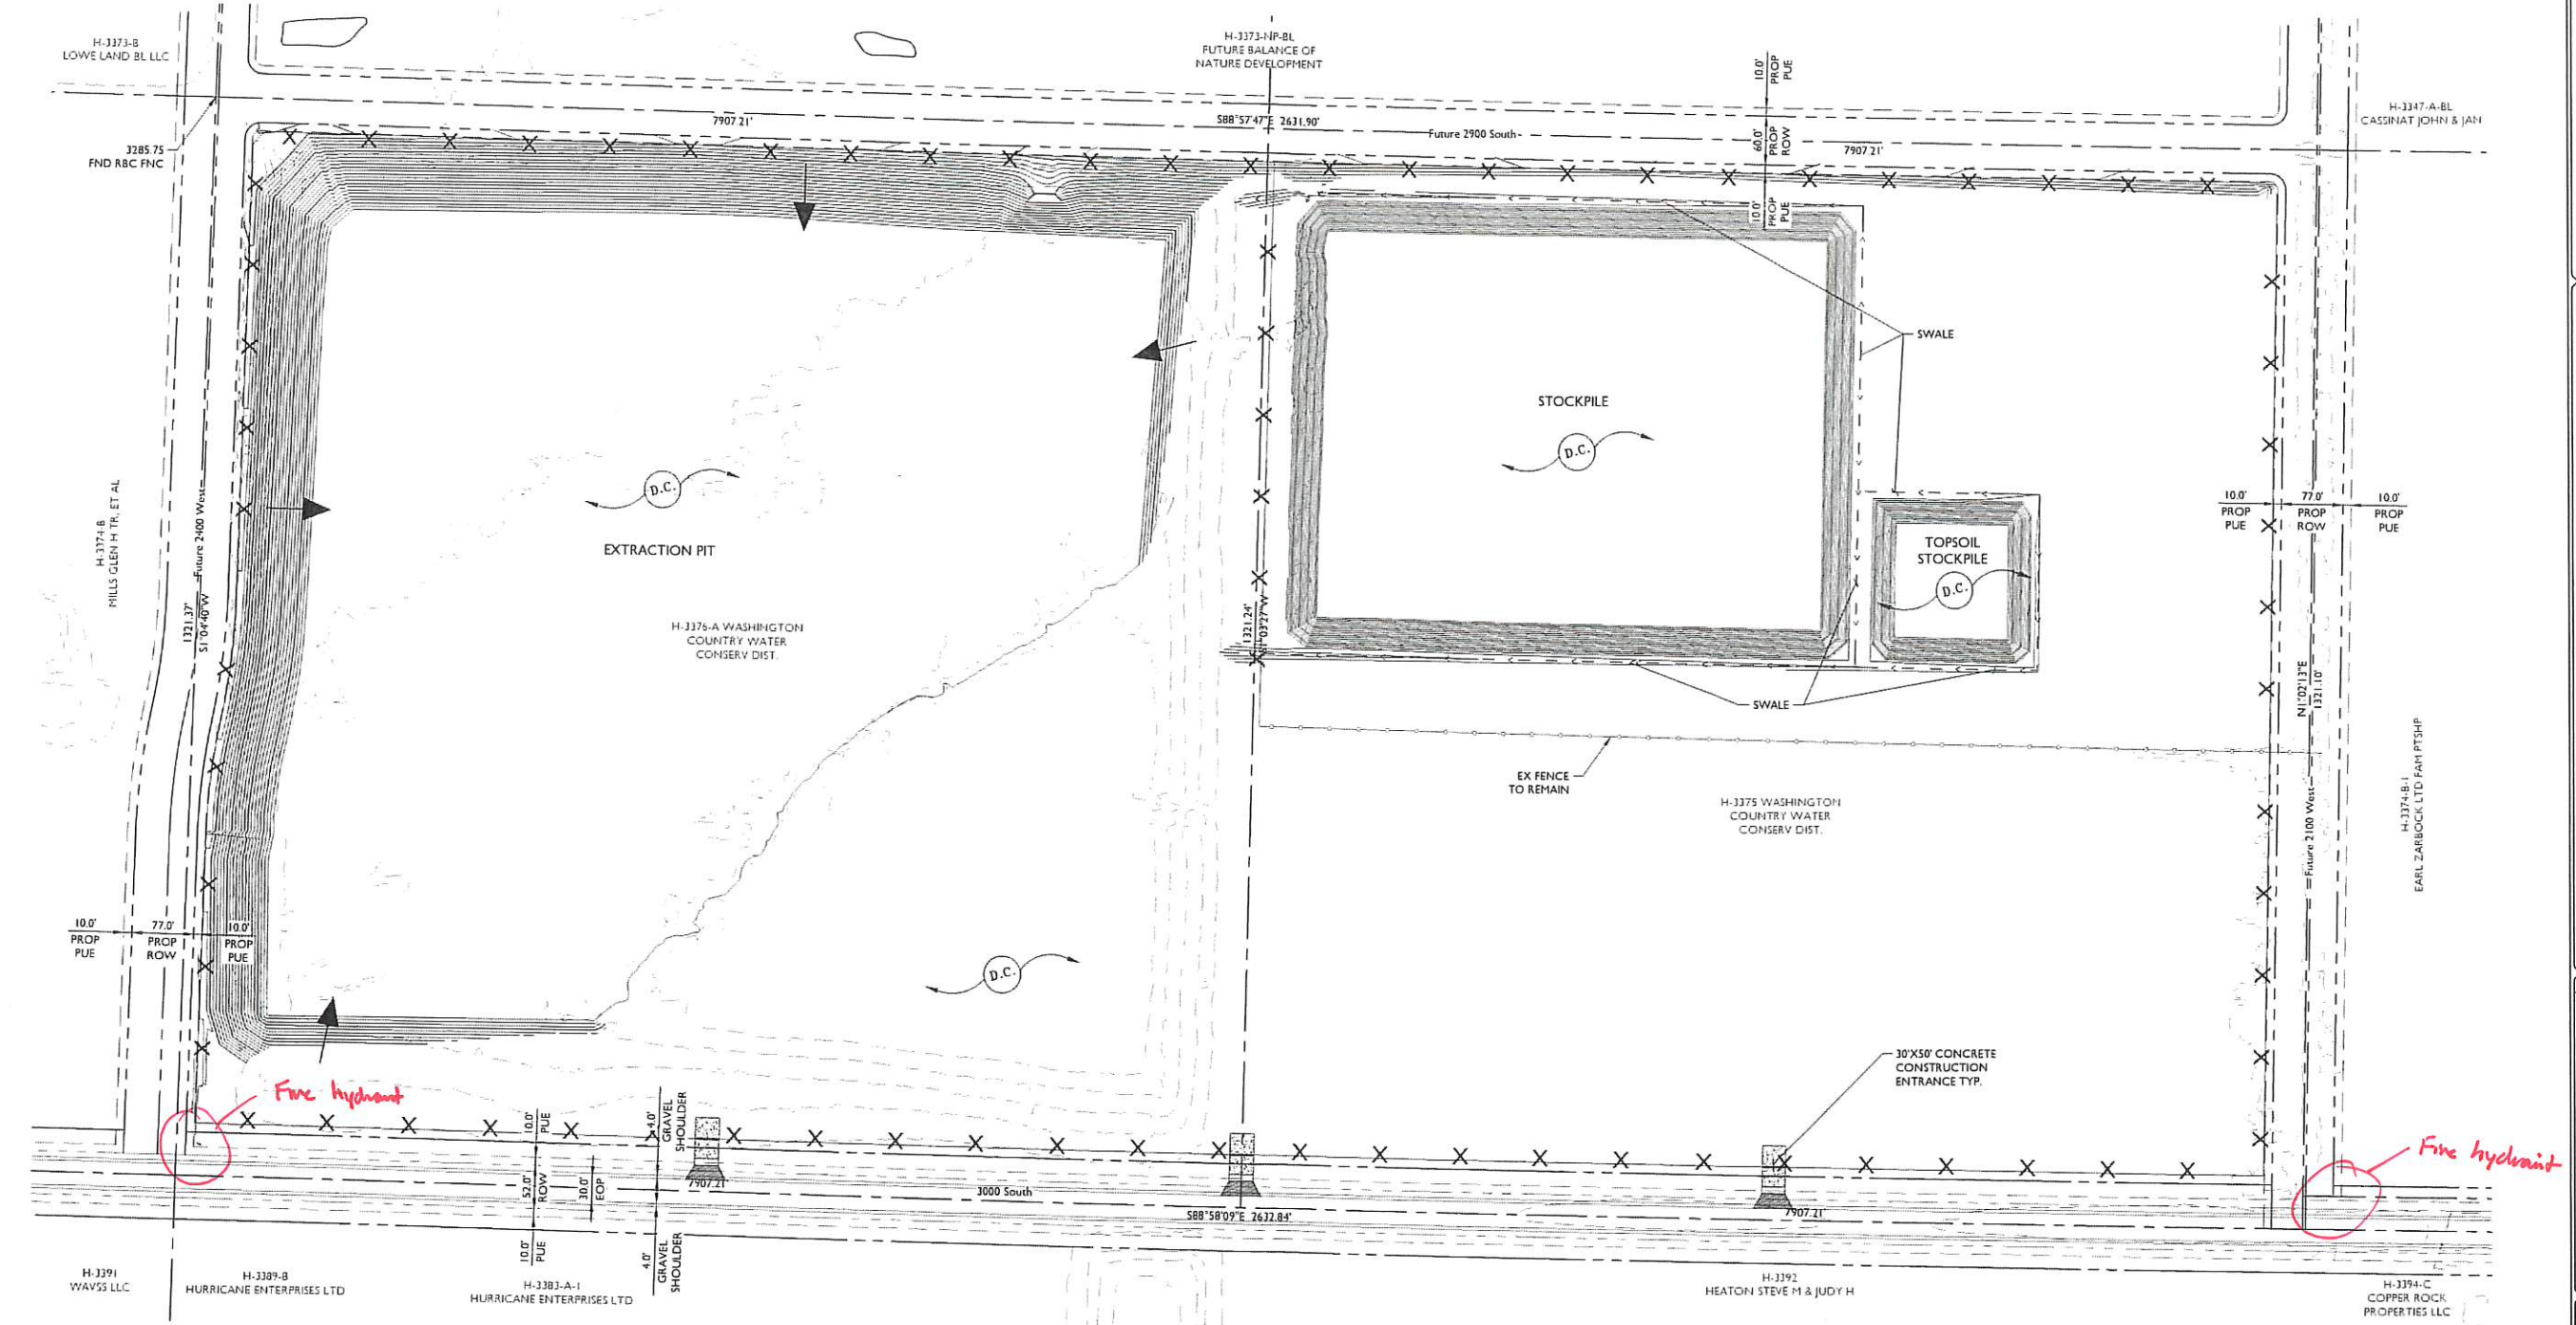 H-3373-B
LOWE LAND BL LLC
H-3373-NP-BL
FUTURE BALANCE OF
NATURE DEVELOPMENT
10.0'
PROP
PUE
H-3347-A-BL
CASSINAT JOHN & JAN
3285.75
FND RBC FNC
7907.21'
S88°57'47"E 2631.90'
Future 2900 South
60.0'
PROP
ROW
7907.21'
10.0'
PROP
PUE
SWALE
STOCKPILE
D.C.
D.C.
EXTRACTION PIT
H-3376-A WASHINGTON
COUNTRY WATER
CONSERV DIST.
H-3374-B
MILLS GLEN H TR, ET AL
1321.37'
S1°04'40"W
Future 2400 West
10.0'
PROP
PUE
77.0'
PROP
ROW
10.0'
PROP
PUE
TOPSOIL
STOCKPILE
D.C.
1321.24'
SWALE
N1°02'13"E
1321.10'
EX FENCE
TO REMAIN
H-3375 WASHINGTON
COUNTRY WATER
CONSERV DIST.
Future 2100 West
H-3374-B-1
EARL ZARBOCK LTD FAM PTSHP
10.0'
PROP
PUE
77.0'
PROP
ROW
10.0'
PROP
PUE
D.C.
30'X50' CONCRETE
CONSTRUCTION
ENTRANCE TYP.
Fire hydrant
10.0'
PUE
4.0'
GRAVEL
SHOULDER
52.0'
ROW
30.0'
EOP
7907.21'
3000 South
S88°58'09"E 2632.84'
7907.21'
Fire hydrant
10.0'
PUE
4.0'
GRAVEL
SHOULDER
H-3391
WAVSS LLC
H-3389-B
HURRICANE ENTERPRISES LTD
H-3383-A-1
HURRICANE ENTERPRISES LTD
H-3392
HEATON STEVE M & JUDY H
H-3394-C
COPPER ROCK
PROPERTIES LLC